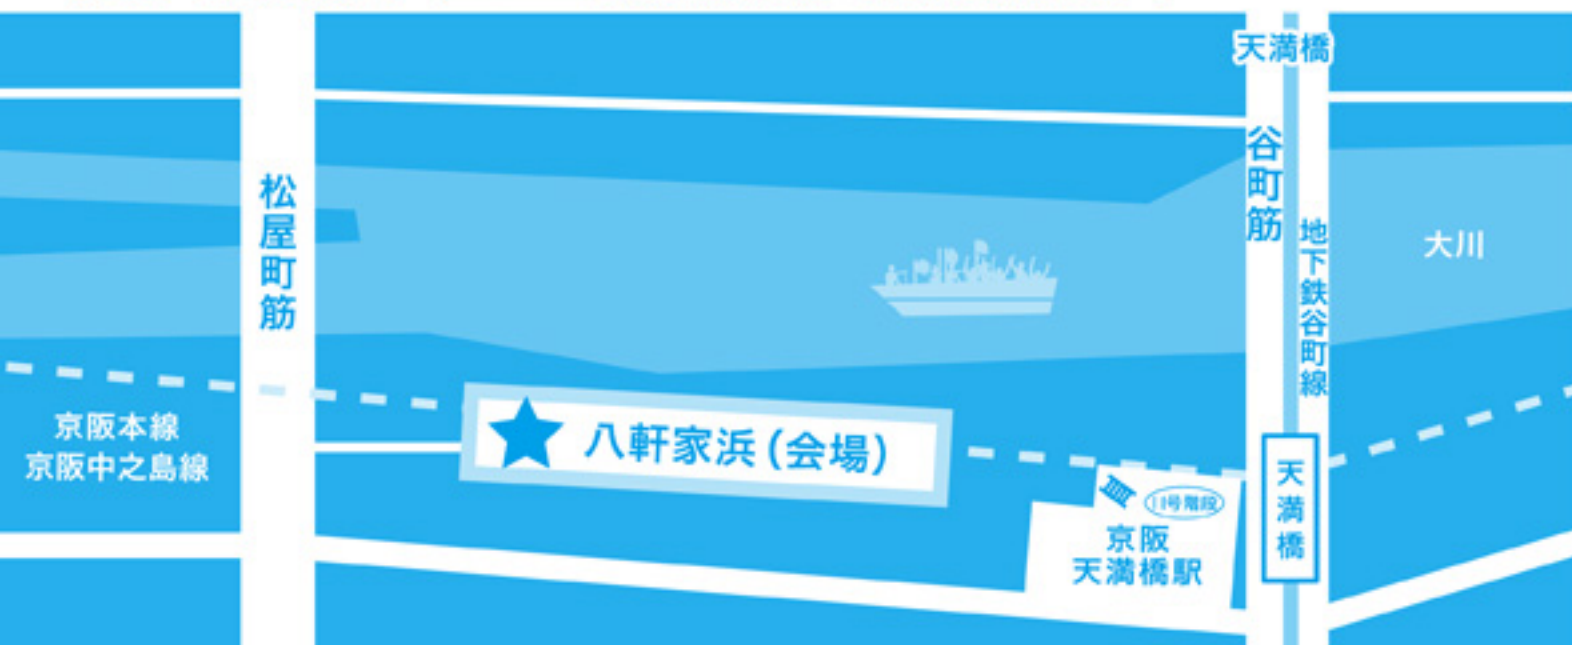 天満橋
谷町筋
松屋町筋
地下鉄谷町線
大川
京阪本線
京阪中之島線
八軒家浜(会場)
天満橋
11号階段
京阪
天満橋駅